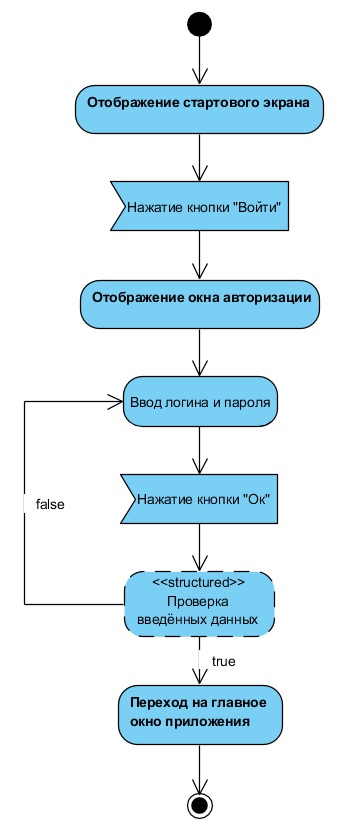 Отображение стартового экрана
Нажатие кнопки "Войти"
Отображение окна авторизации
Ввод логина и пароля
Нажатие кнопки "Ок"
false
<<structured>>
Проверка
введённых данных
true
Переход на главное
окно приложения